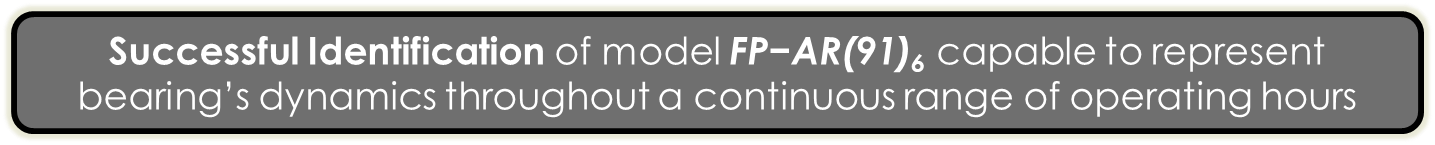 Successful Identification of model FP−AR(91)₆ capable to represent
bearing’s dynamics throughout a continuous range of operating hours